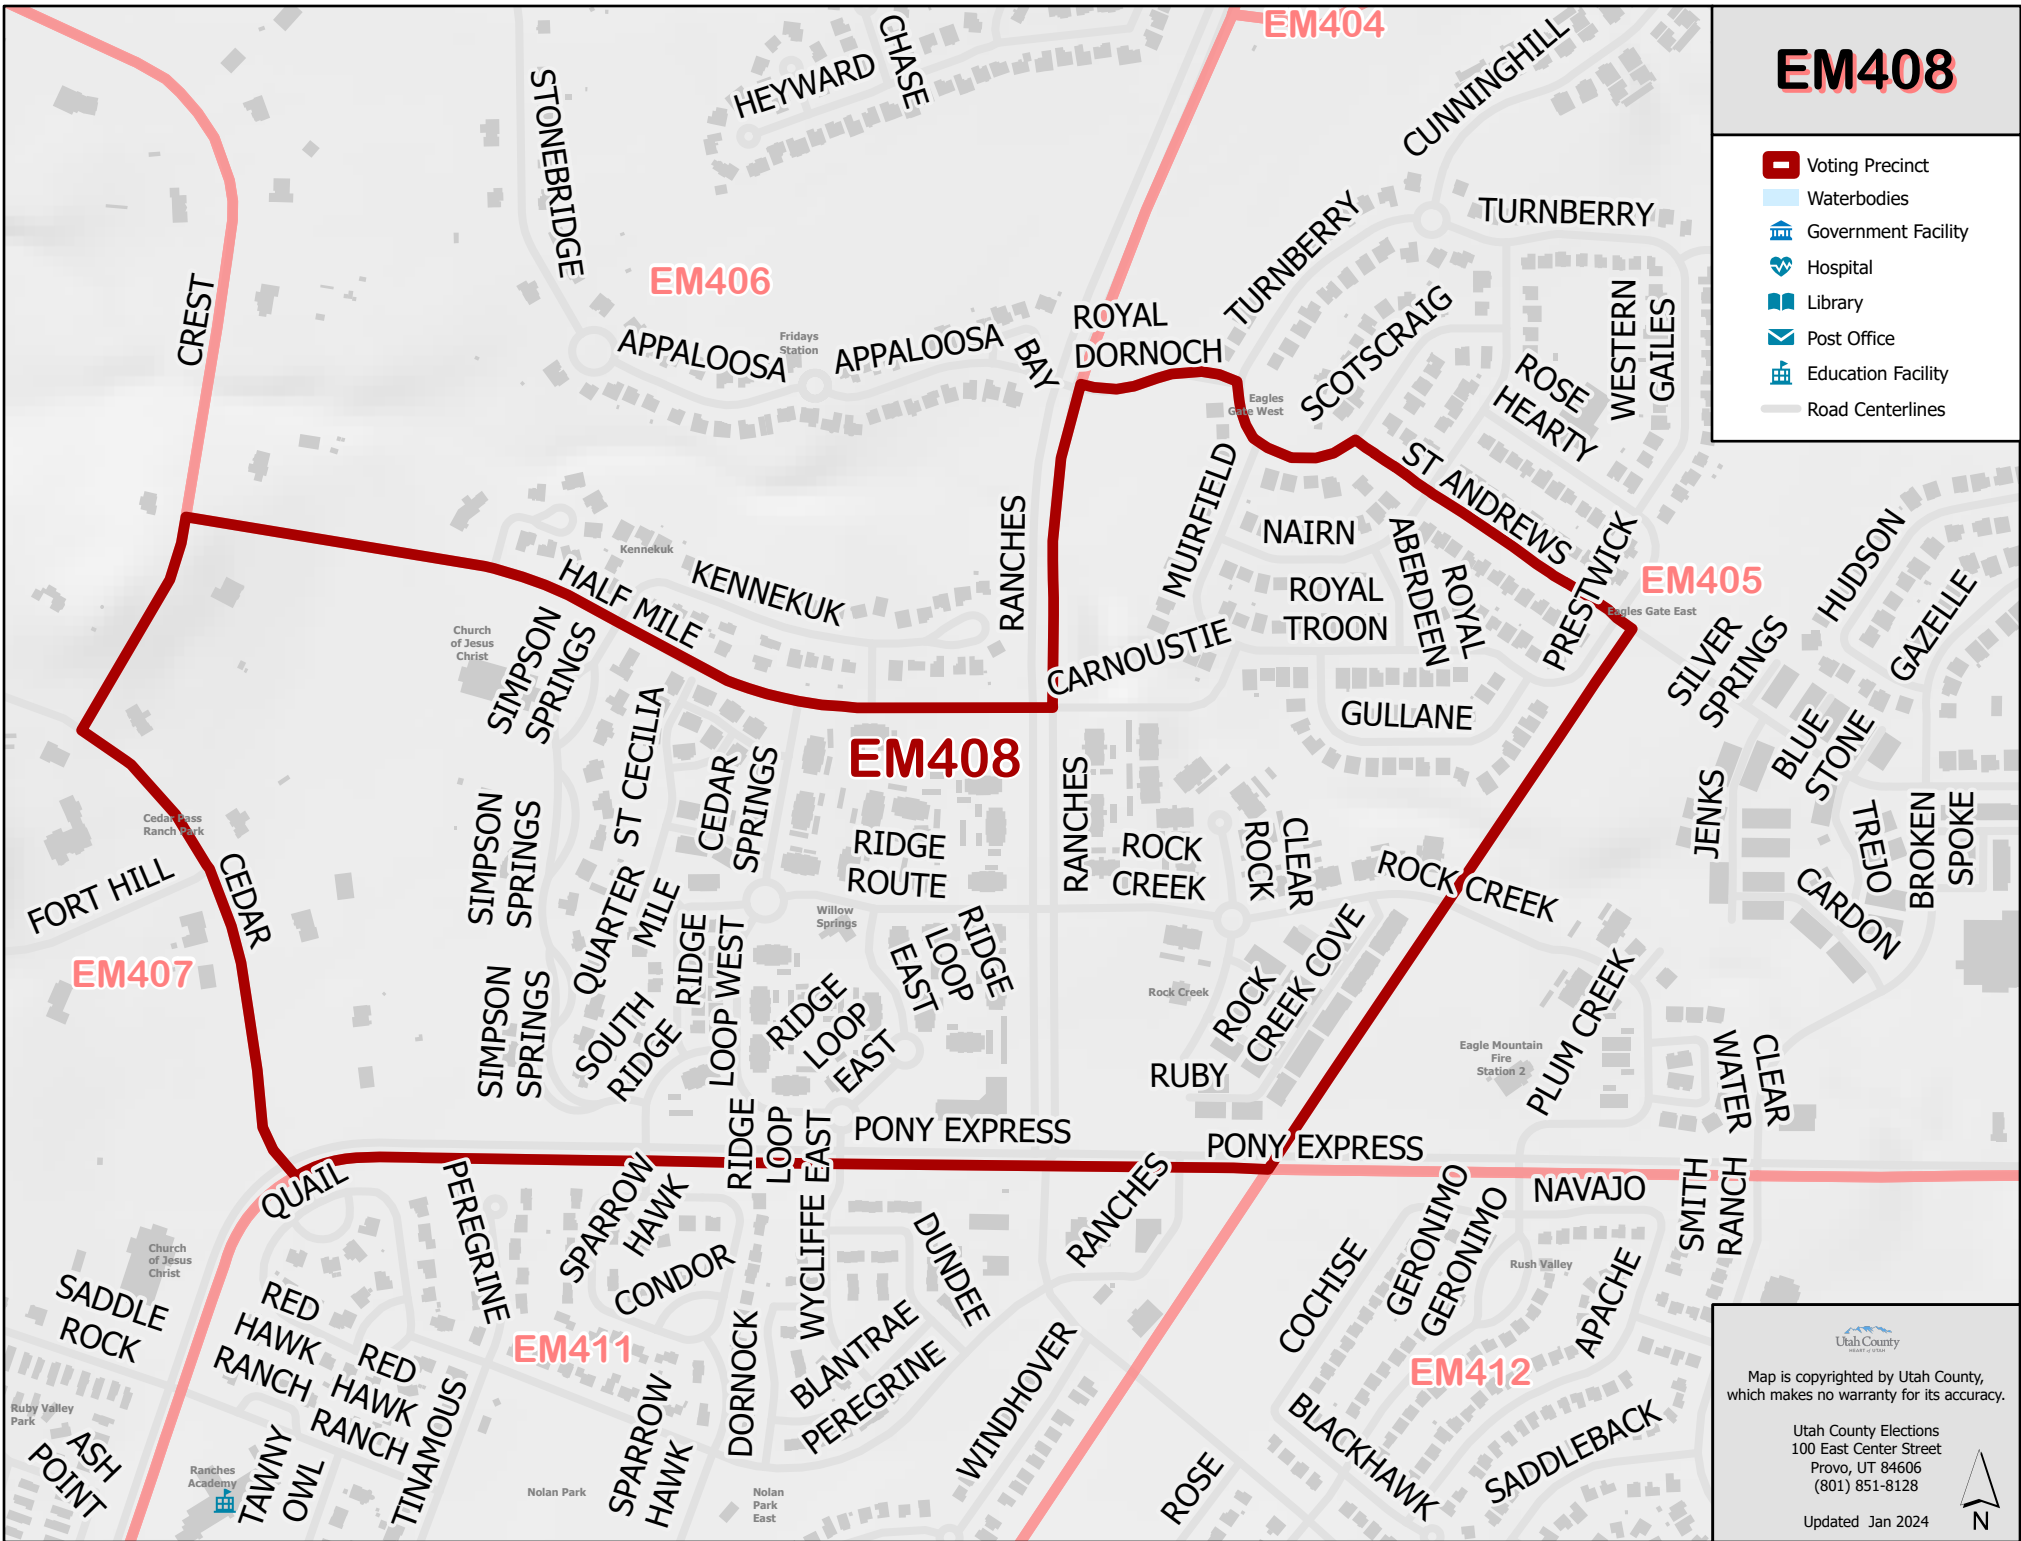 EM408
Voting Precinct
Waterbodies
Government Facility
Hospital
Library
Post Office
Education Facility
Road Centerlines
EM404
CHASE
HEYWARD
STONEBRIDGE
CUNNINGHILL
TURNBERRY
TURNBERRY
CREST
EM406
ROYAL
DORNOCH
WESTERN
GAILES
SCOTSCRAIG
APPALOOSA
Fridays
Station
APPALOOSA
BAY
ROSE
HEARTY
Eagles
Gate West
ST ANDREWS
MUIRFIELD
RANCHES
NAIRN
ABERDEEN
ROYAL
PRESTWICK
Kennekuk
KENNEKUK
HALF MILE
ROYAL
TROON
EM405
Eagles Gate East
HUDSON
GAZELLE
SILVER
SPRINGS
Church
of Jesus
Christ
SIMPSON
SPRINGS
CARNOUSTIE
GULLANE
ST CECILIA
CEDAR
SPRINGS
EM408
BLUE
STONE
JENKS
RANCHES
TREJO
BROKEN
SPOKE
Cedar Pass
Ranch Park
SIMPSON
SPRINGS
RIDGE
ROUTE
ROCK
CREEK
CLEAR
ROCK
ROCK CREEK
CARDON
FORT HILL
CEDAR
QUARTER
MILE
Willow
Springs
RIDGE
LOOP WEST
RIDGE
LOOP
EAST
ROCK
CREEK COVE
EM407
SIMPSON
SPRINGS
SOUTH
RIDGE
RIDGE
LOOP
EAST
Rock Creek
PLUM CREEK
Eagle Mountain
Fire
Station 2
CLEAR
WATER
RUBY
RIDGE
LOOP
EAST
PONY EXPRESS
PONY EXPRESS
QUAIL
PEREGRINE
SPARROW
HAWK
WYCLIFFE
RANCHES
GERONIMO
GERONIMO
NAVAJO
SMITH
RANCH
Church
of Jesus
Christ
CONDOR
DUNDEE
COCHISE
Rush Valley
APACHE
SADDLE
ROCK
RED
HAWK
RANCH
EM411
DORNOCK
BLANTRAE
PEREGRINE
WINDHOVER
EM412
RED
HAWK
RANCH
TINAMOUS
SPARROW
HAWK
BLACKHAWK
SADDLEBACK
Ruby Valley
Park
ASH
POINT
Ranches
Academy
TAWNY
OWL
Nolan Park
Nolan
Park
East
ROSE
Utah County
HEART of UTAH
Map is copyrighted by Utah County,
which makes no warranty for its accuracy.
Utah County Elections
100 East Center Street
Provo, UT 84606
(801) 851-8128
Updated Jan 2024
N